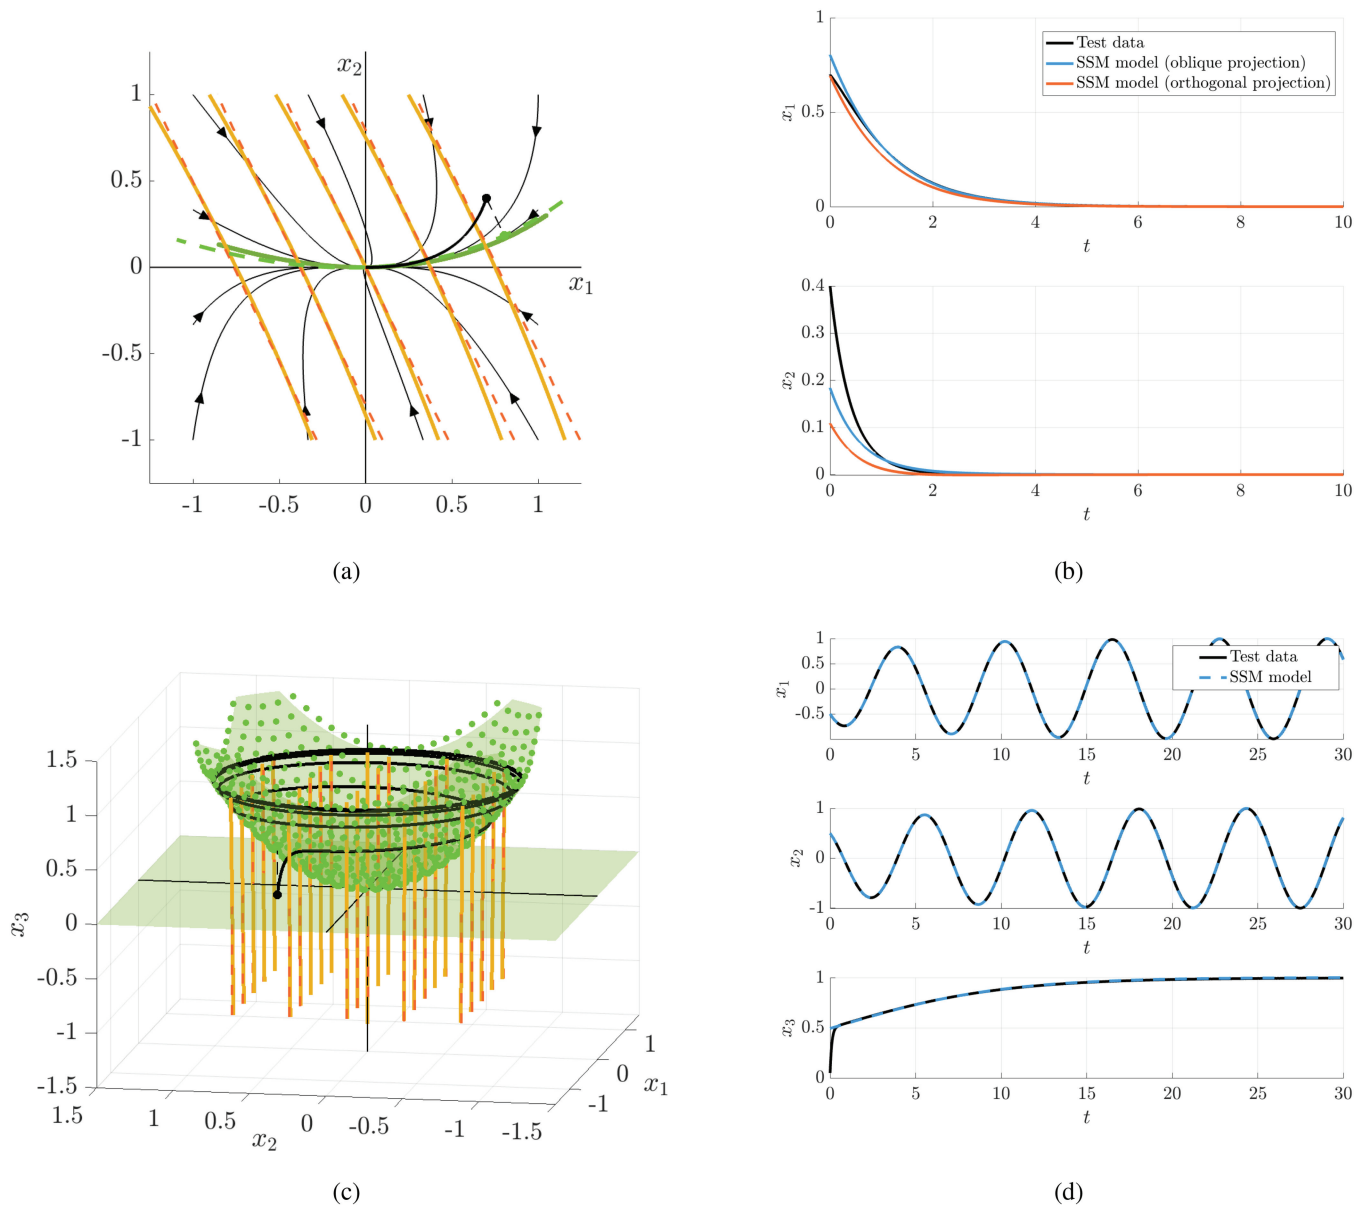 x2
1
0.5
0
-0.5
-1
x1
-1 -0.5 0 0.5 1
(a)
1
0.5
0
x1
Test data
SSM model (oblique projection)
SSM model (orthogonal projection)
0 2 4 6 8 10
t
0.4
0.3
0.2
0.1
0
x2
0 2 4 6 8 10
t
(b)
1.5
1
0.5
0
-0.5
-1
-1.5
x3
1.5 1 0.5 0 -0.5 -1 -1.5
x2
1
0
-1
x1
(c)
1
0.5
0
-0.5
x1
Test data
SSM model
0 5 10 15 20 25 30
t
1
0
-1
x2
0 5 10 15 20 25 30
t
1
0.5
0
x3
0 5 10 15 20 25 30
t
(d)